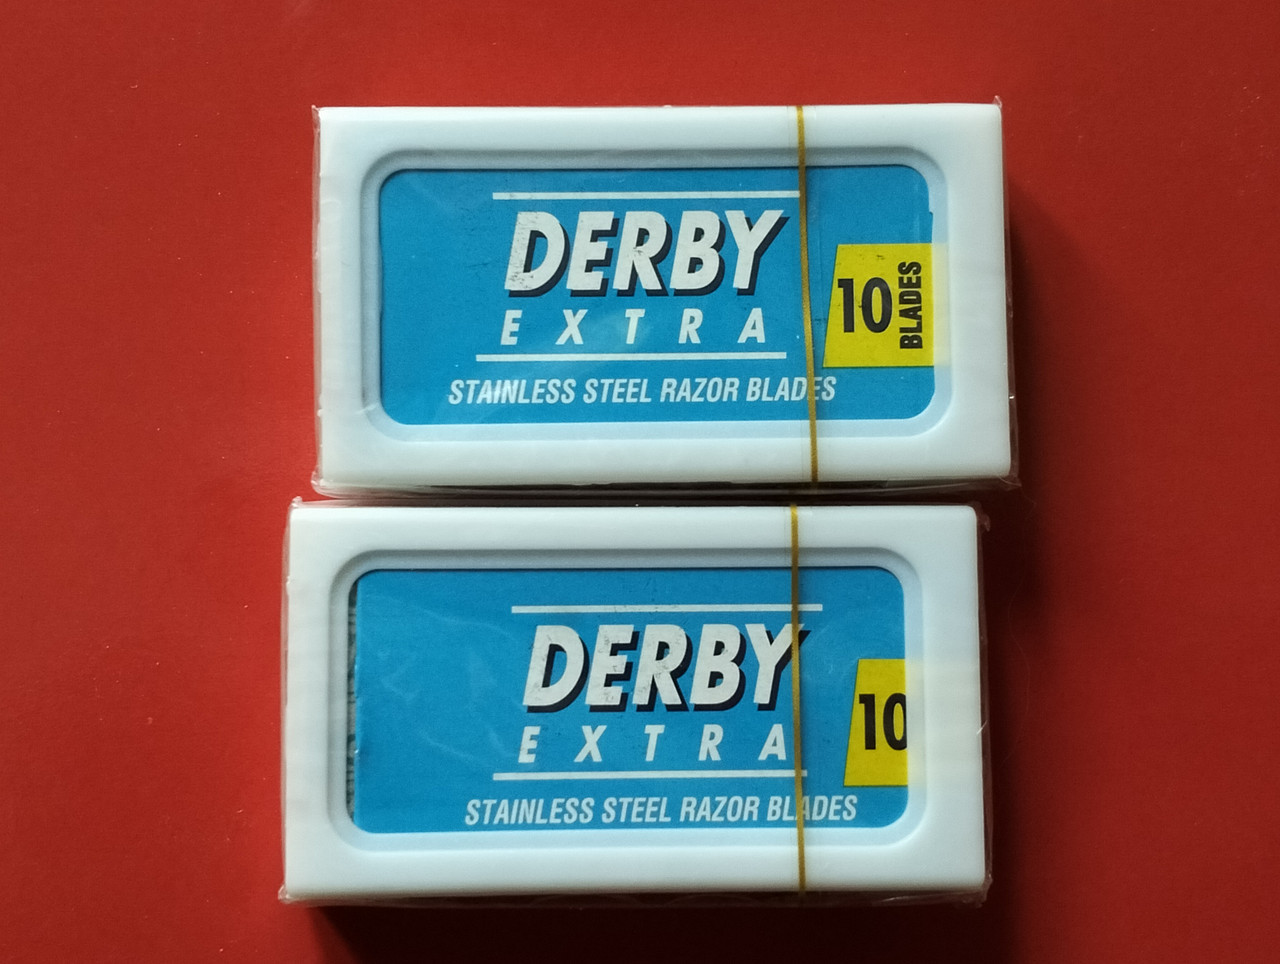 DERBY
EXTRA
STAINLESS STEEL RAZOR BLADES
10 BLADES
DERBY
EXTRA
STAINLESS STEEL RAZOR BLADES
10